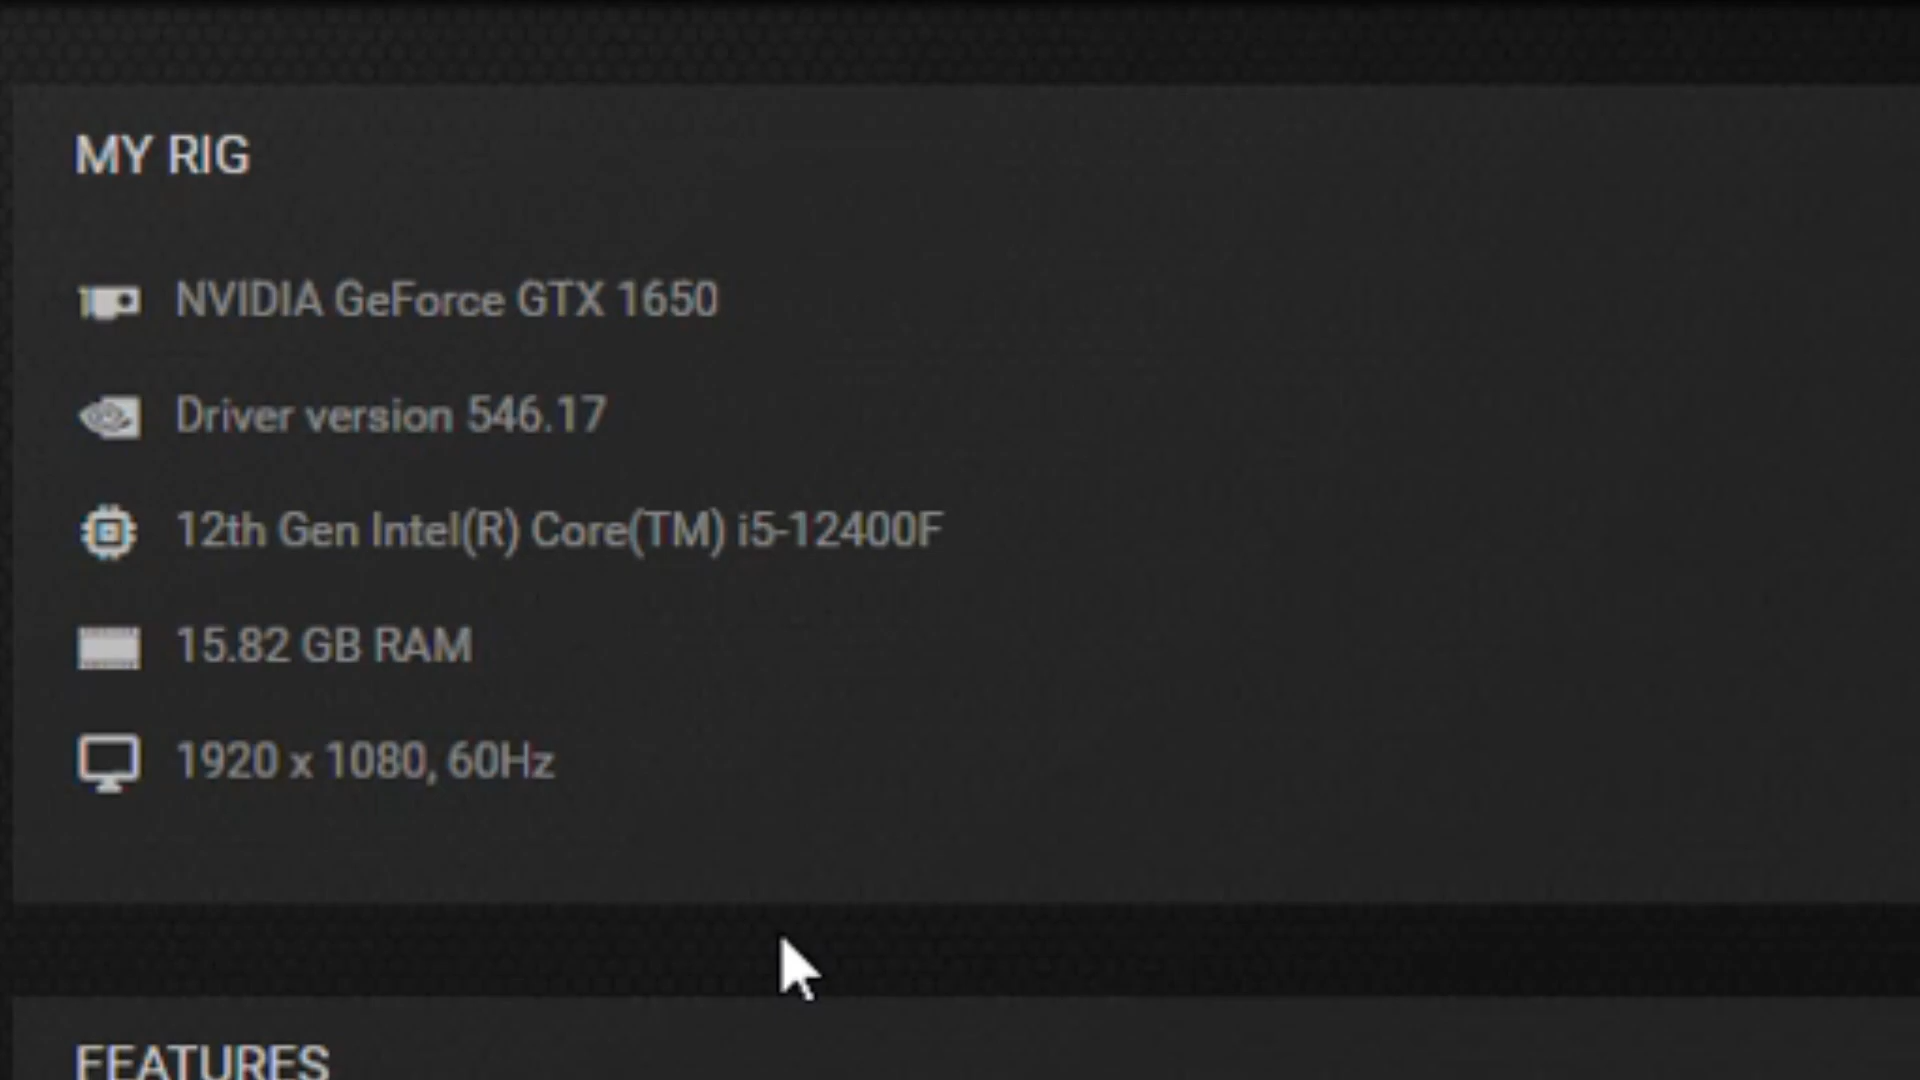 MY RIG
NVIDIA GeForce GTX 1650
Driver version 546.17
12th Gen Intel(R) Core(TM) i5-12400F
15.82 GB RAM
1920 x 1080, 60Hz
FEATURES